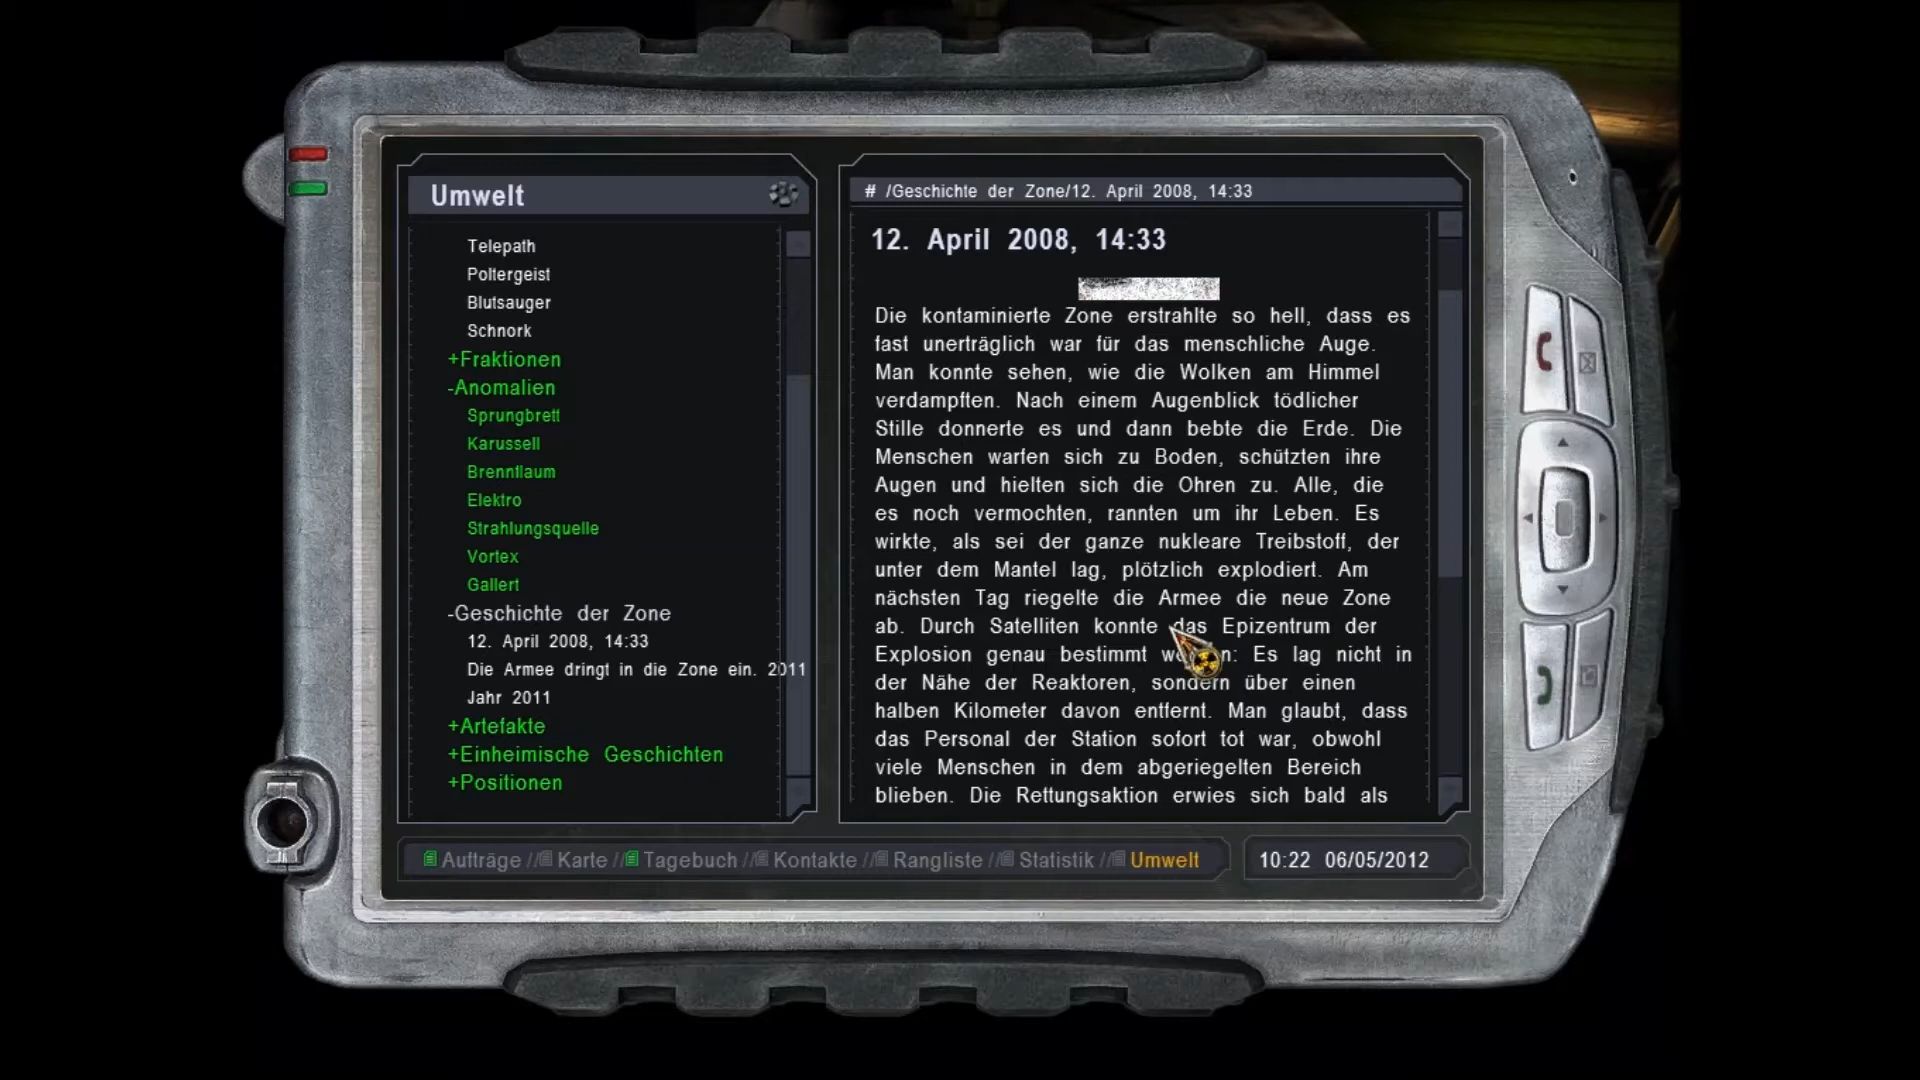 Umwelt
Telepath
Poltergeist
Blutsauger
Schnork
+Fraktionen
-Anomalien
Sprungbrett
Karussell
Brennflaum
Elektro
Strahlungsquelle
Vortex
Gallert
-Geschichte der Zone
12. April 2008, 14:33
Die Armee dringt in die Zone ein. 2011
Jahr 2011
+Artefakte
+Einheimische Geschichten
+Positionen
# /Geschichte der Zone/12. April 2008, 14:33
12. April 2008, 14:33
Die kontaminierte Zone erstrahlte so hell, dass es
fast unerträglich war für das menschliche Auge.
Man konnte sehen, wie die Wolken am Himmel
verdampften. Nach einem Augenblick tödlicher
Stille donnerte es und dann bebte die Erde. Die
Menschen warfen sich zu Boden, schützten ihre
Augen und hielten sich die Ohren zu. Alle, die
es noch vermochten, rannten um ihr Leben. Es
wirkte, als sei der ganze nukleare Treibstoff, der
unter dem Mantel lag, plötzlich explodiert. Am
nächsten Tag riegelte die Armee die neue Zone
ab. Durch Satelliten konnte das Epizentrum der
Explosion genau bestimmt Es lag nicht in
der Nähe der Reaktoren, sondern über einen
halben Kilometer davon entfernt. Man glaubt, dass
das Personal der Station sofort tot war, obwohl
viele Menschen in dem abgeriegelten Bereich
blieben. Die Rettungsaktion erwies sich bald als
Aufträge // Karte // Tagebuch // Kontakte // Rangliste // Statistik // Umwelt
10:22 06/05/2012